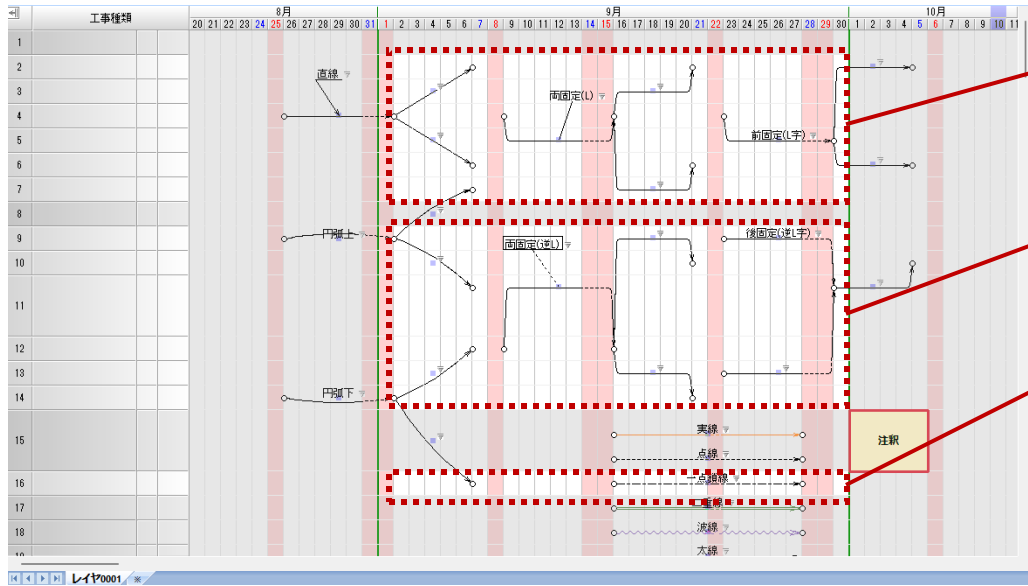 工事種類
8月
9月
10月
20 21 22 23 24 25 26 27 28 29 30 31 1 2 3 4 5 6 7 8 9 10 11 12 13 14 15 16 17 18 19 20 21 22 23 24 25 26 27 28 29 30 1 2 3 4 5 6 7 8 9 10 11
1
2
直線
3
両固定(L)
4
5
前固定(L字)
6
7
8
9
円弧上
両固定(逆L)
後固定(逆L字)
10
11
12
13
14
円弧下
実線
15
注釈
点線
16
一点鎖線
17
二重線
18
波線
19
太線
レイヤ0001